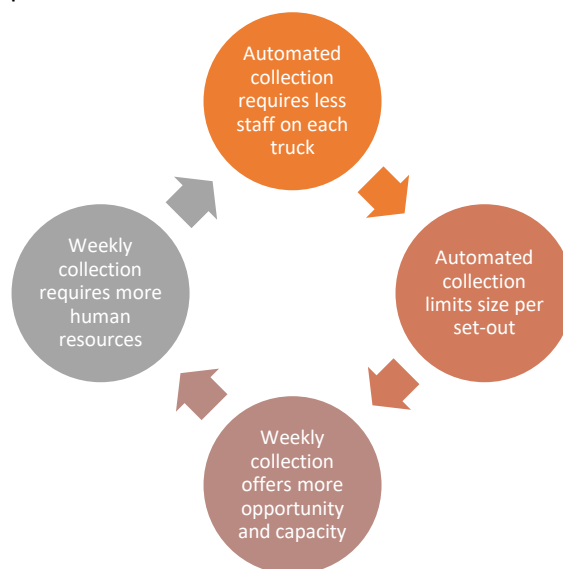 Automated
collection
requires less
staff on each
truck
Automated
collection
limits size per
set-out
Weekly
collection
offers more
opportunity
and capacity
Weekly
collection
requires more
human
resources